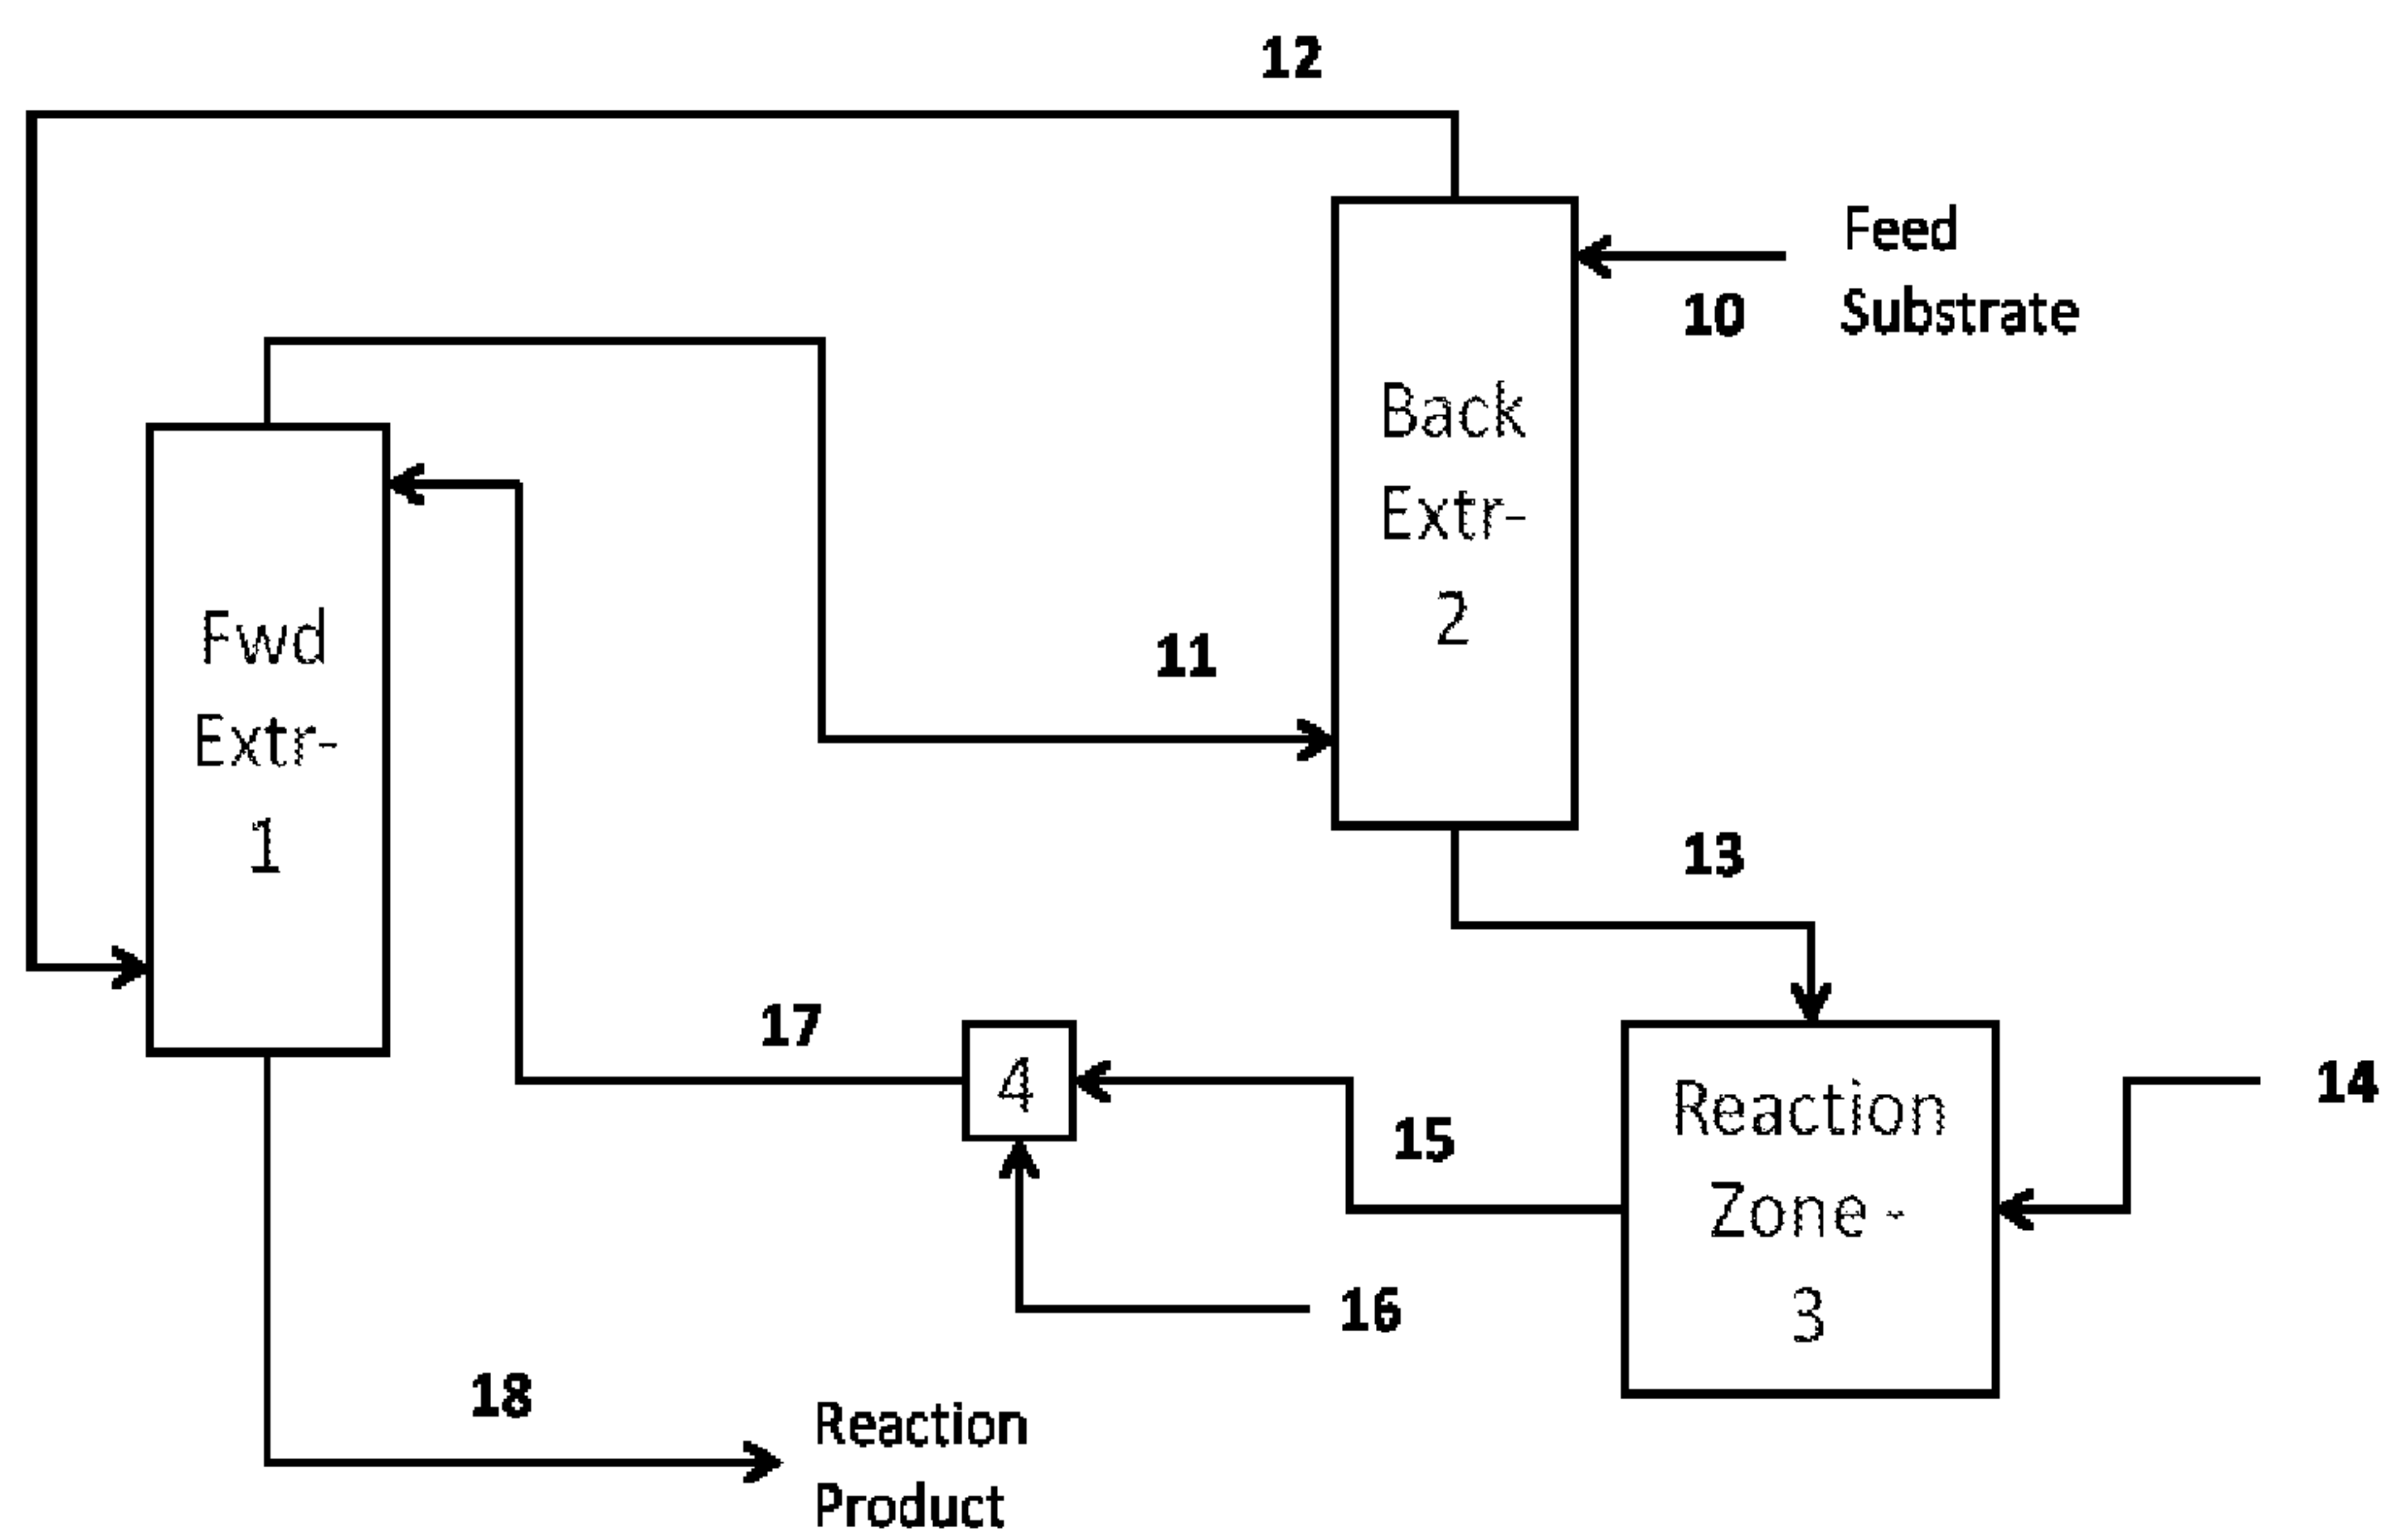 12
Feed
Substrate
10
Back
Extr-
2
11
Fwd
Extr-
1
13
17
4
15
Reaction
Zone -
3
14
16
18
Reaction
Product